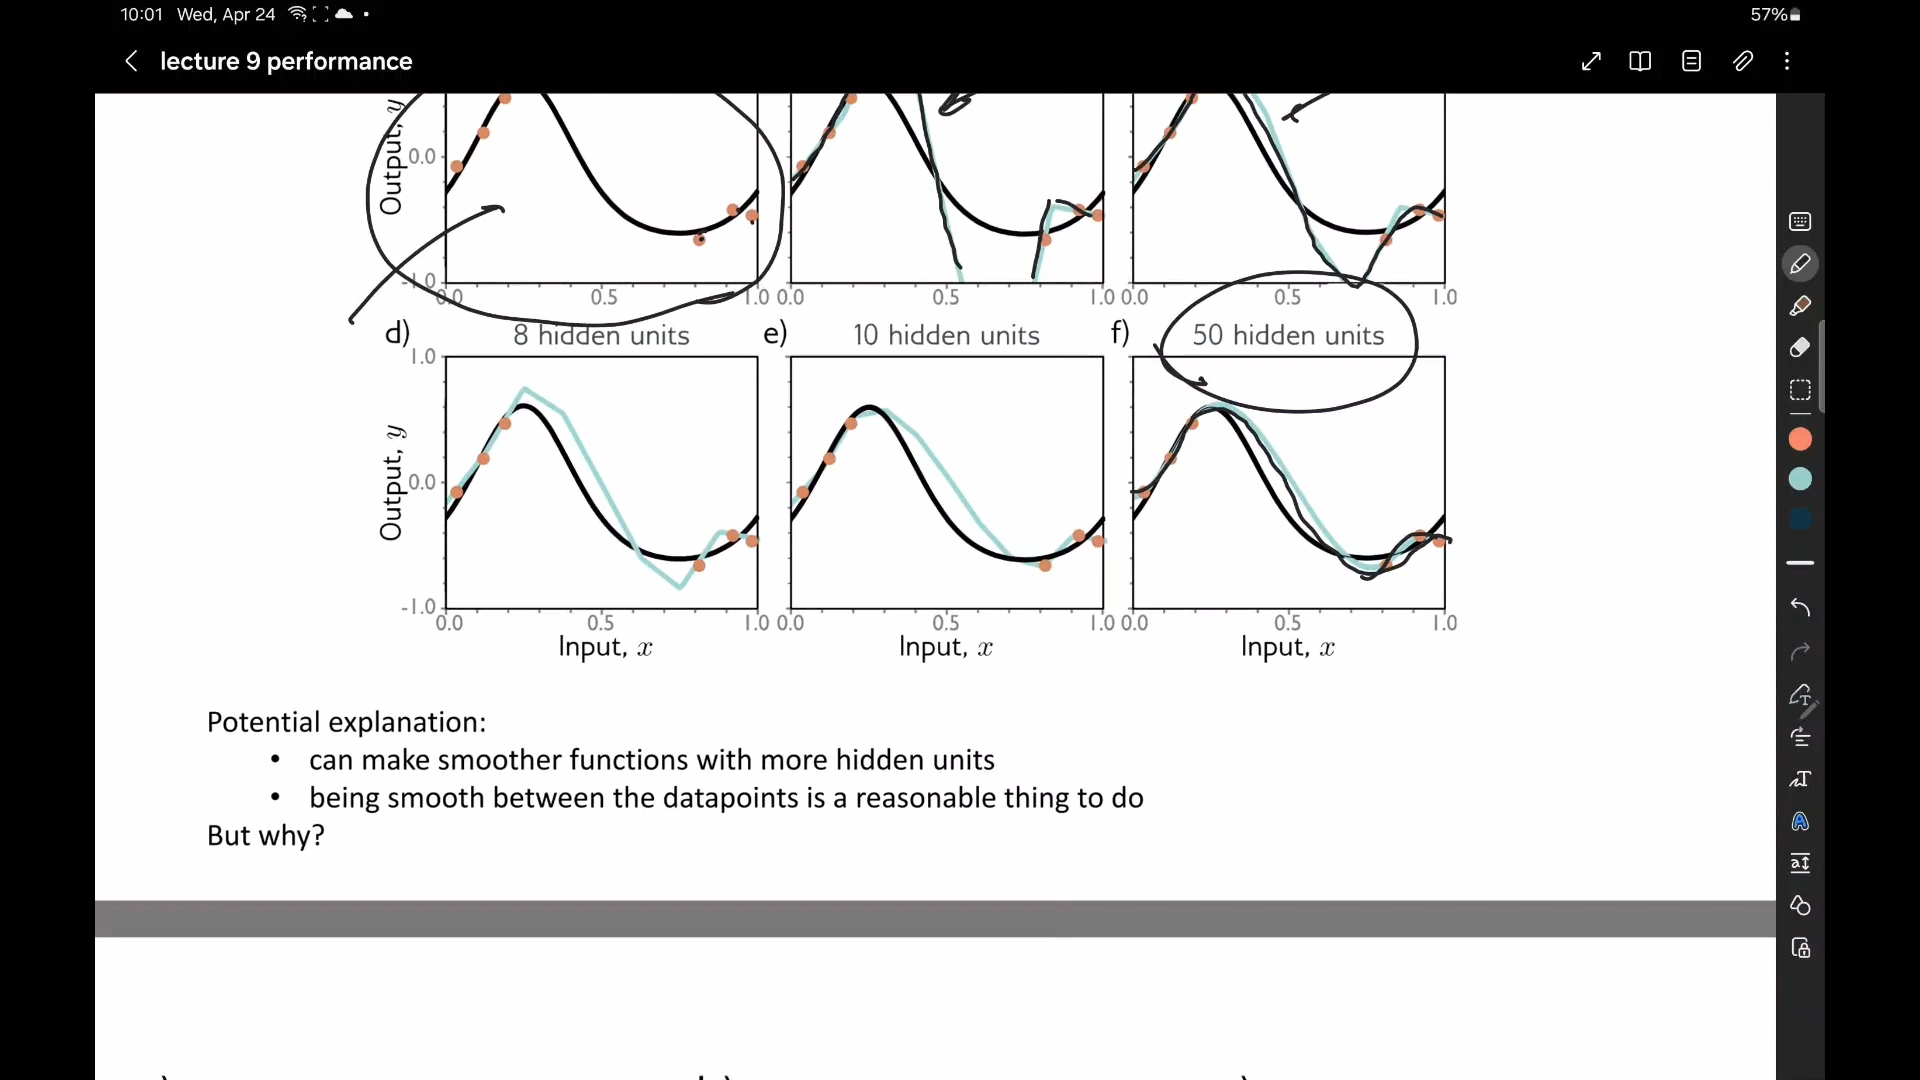 10:01 Wed, Apr 24
57%
lecture 9 performance
Output, y
0.0
-1.0
0.0 0.5 1.0 0.0 0.5 1.0 0.0 0.5 1.0
d) 8 hidden units e) 10 hidden units f) 50 hidden units
1.0
Output, y
0.0
-1.0
0.0 0.5 1.0 0.0 0.5 1.0 0.0 0.5 1.0
Input, x Input, x Input, x
Potential explanation:
• can make smoother functions with more hidden units
• being smooth between the datapoints is a reasonable thing to do
But why?